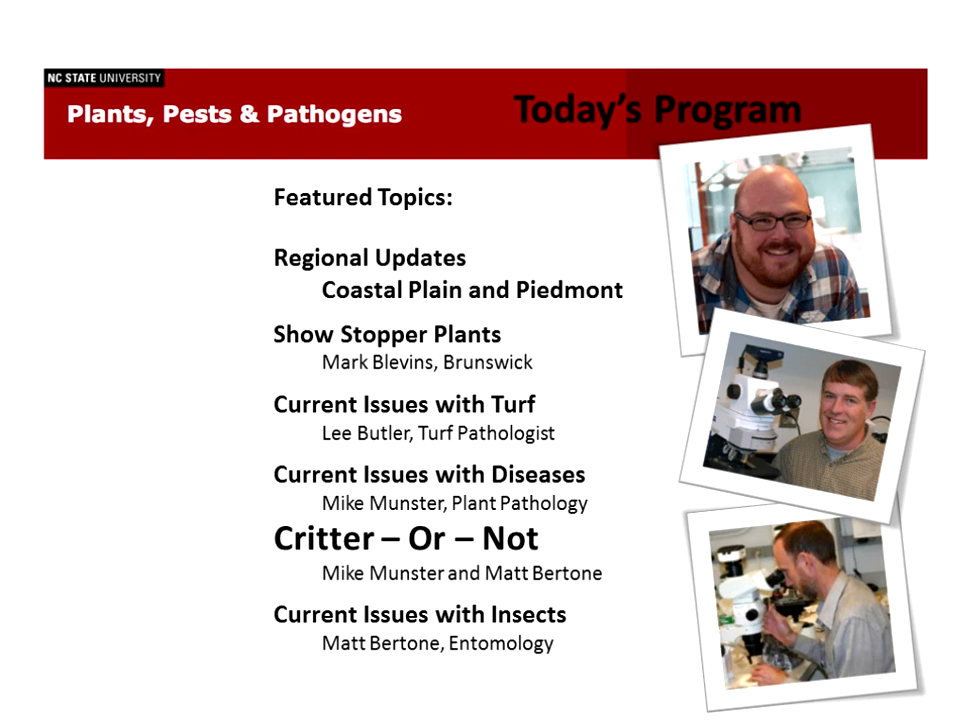 NC STATE UNIVERSITY
Plants, Pests & Pathogens
Today's Program
Featured Topics:
Regional Updates
Coastal Plain and Piedmont
Show Stopper Plants
Mark Blevins, Brunswick
Current Issues with Turf
Lee Butler, Turf Pathologist
Current Issues with Diseases
Mike Munster, Plant Pathology
Critter – Or – Not
Mike Munster and Matt Bertone
Current Issues with Insects
Matt Bertone, Entomology